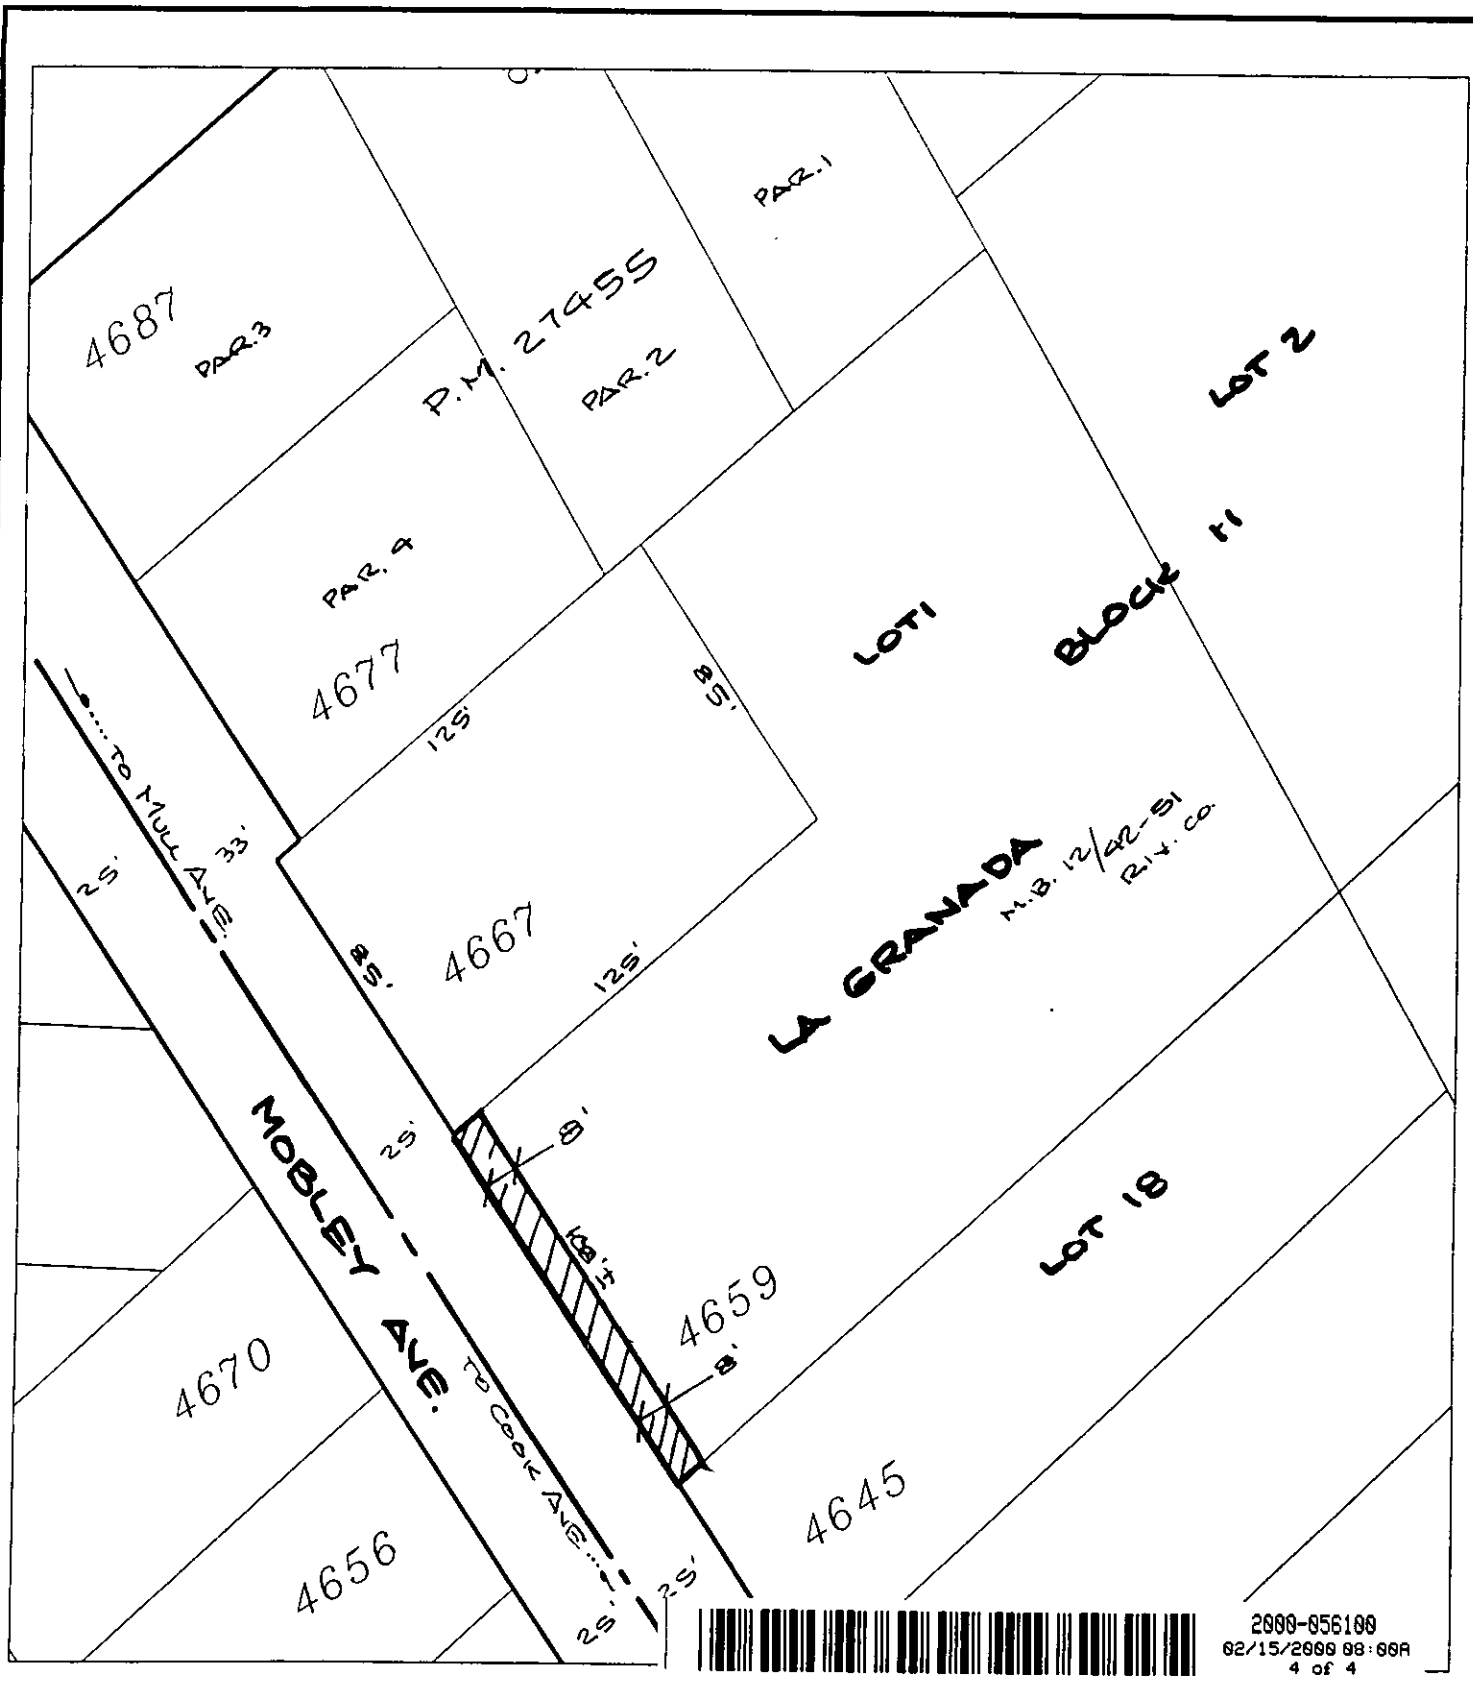 PAR.1
4687
PAR.3
P.M. 27455
PAR.2
LOT 2
PAR. 4
4677
BLOCK 11
LOT 1
85'
125'
TO MULL AVE.
33'
25'
LA GRANADA
M.B. 12/42-51
RIV. CO.
85'
4667
125'
MOBLEY AVE.
25'
8'
LOT 18
4659
8'
4670
TO COOK AVE.....
4645
4656
25'
25'
2000-056100
02/15/2000 08:00A
4 of 4